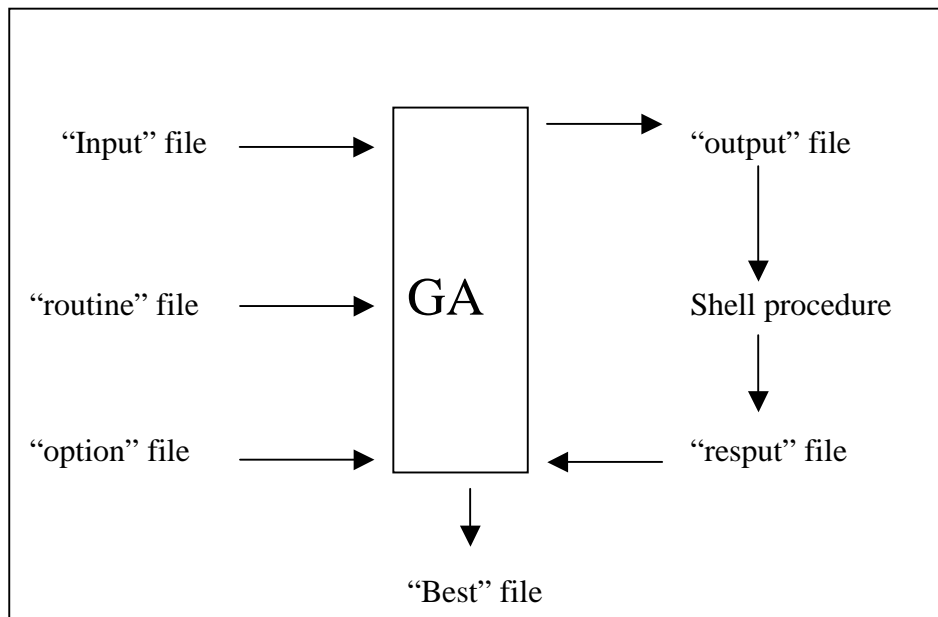 “Input” file
“output” file
“routine” file
GA
Shell procedure
“option” file
“resput” file
“Best” file